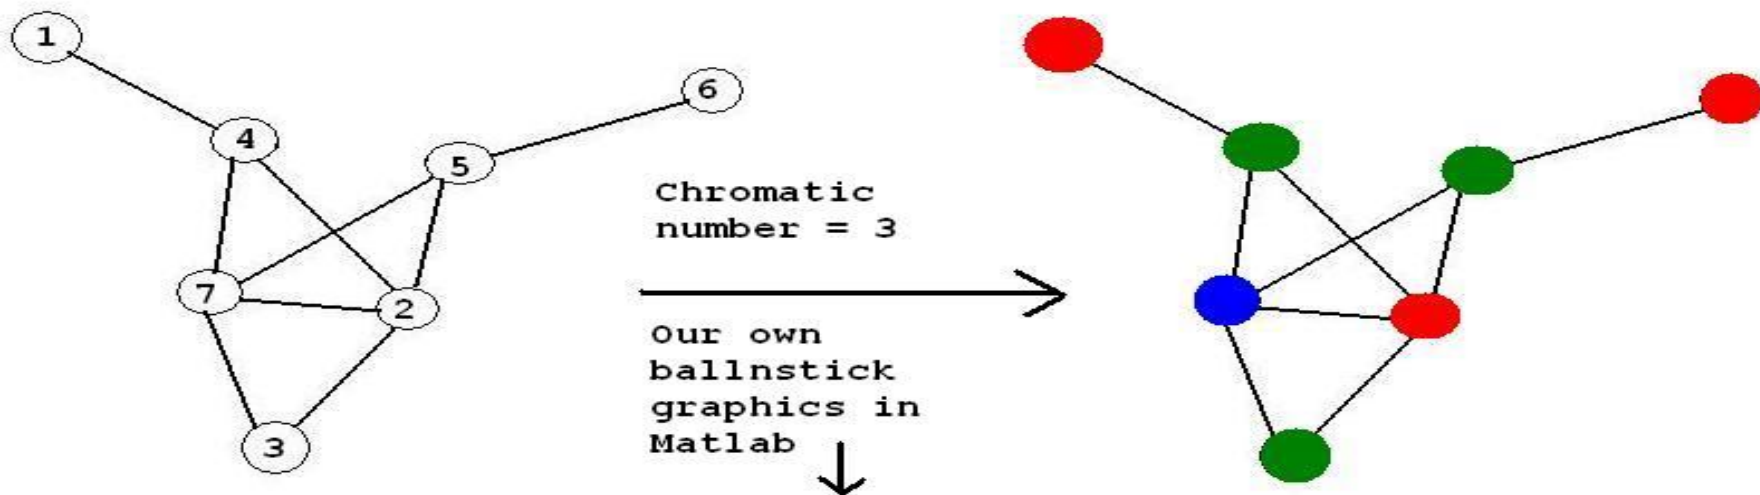 1
6
4
5
Chromatic
number = 3
7
2
Our own
ballnstick
graphics in
Matlab
3